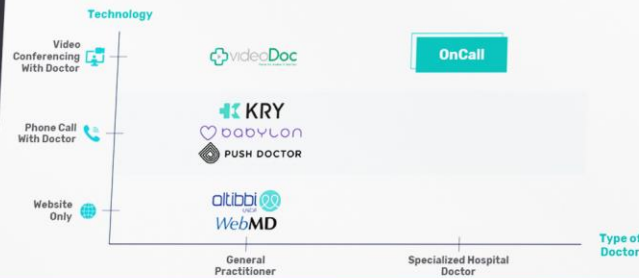 Technology
Video
Conferencing
With Doctor
videoDoc
OnCall
Phone Call
With Doctor
KRY
babylon
PUSH DOCTOR
Website
Only
altibbi
WebMD
General
Practitioner
Specialized Hospital
Doctor
Type of
Doctor